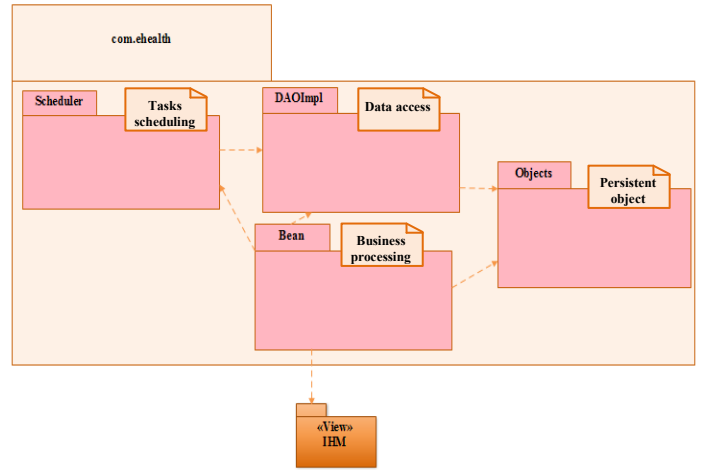 com.ehealth
Scheduler
Tasks
scheduling
DAOImpl
Data access
Objects
Persistent
object
Bean
Business
processing
«View»
IHM